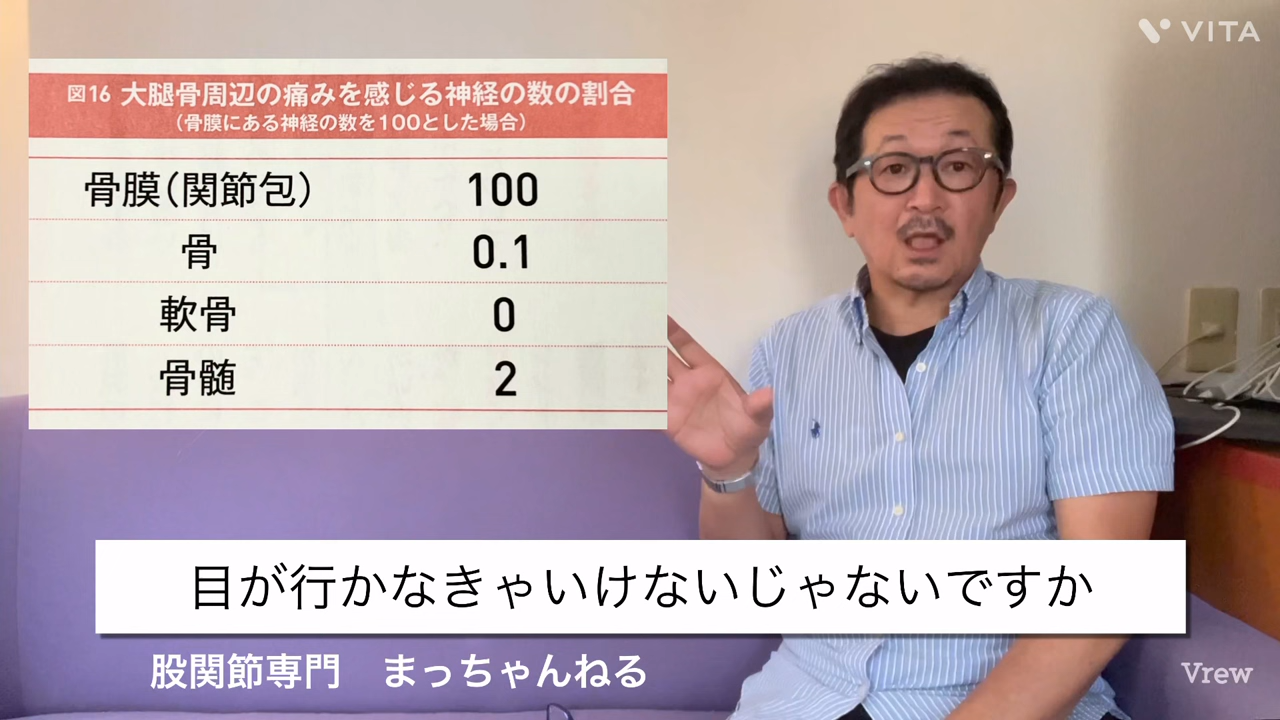 VITA
図16 大腿骨周辺の痛みを感じる神経の数の割合
(骨膜にある神経の数を100とした場合)
骨膜(関節包) 100
骨 0.1
軟骨 0
骨髄 2
目が行かなきゃいけないじゃないですか
股関節専門 まっちゃんねる
Vrew